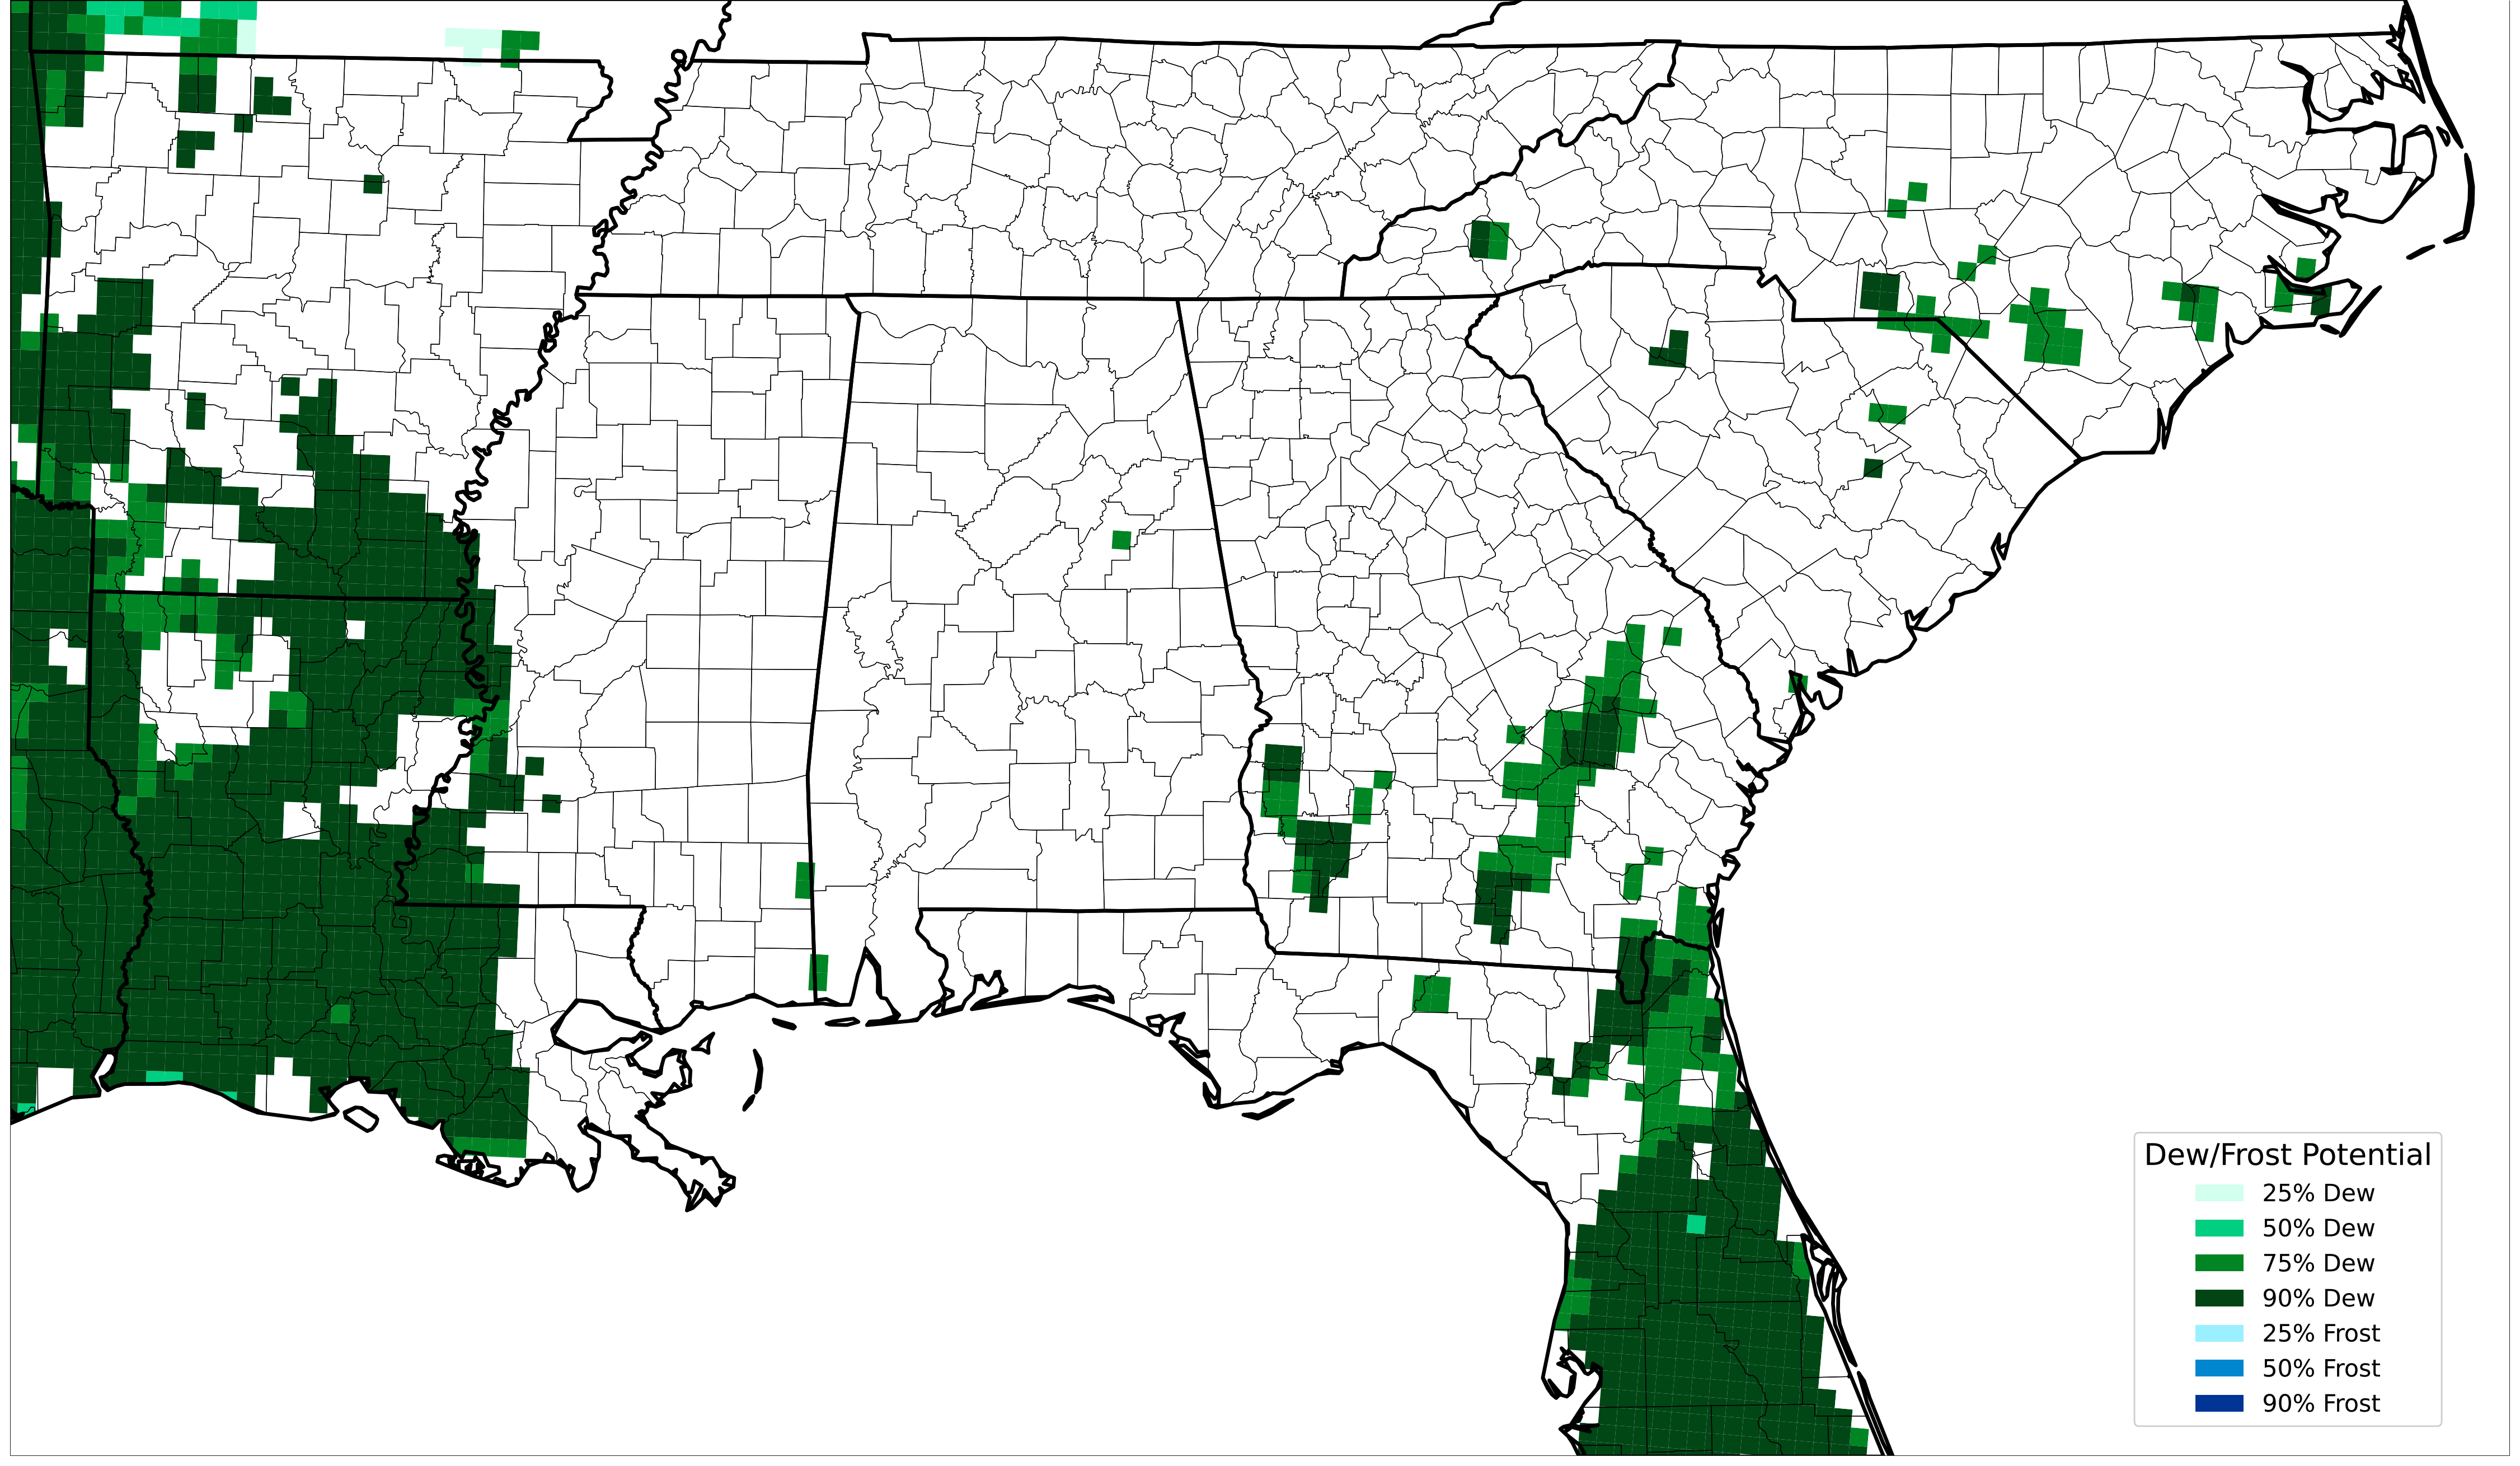 Dew/Frost Potential
25% Dew
50% Dew
75% Dew
90% Dew
25% Frost
50% Frost
90% Frost